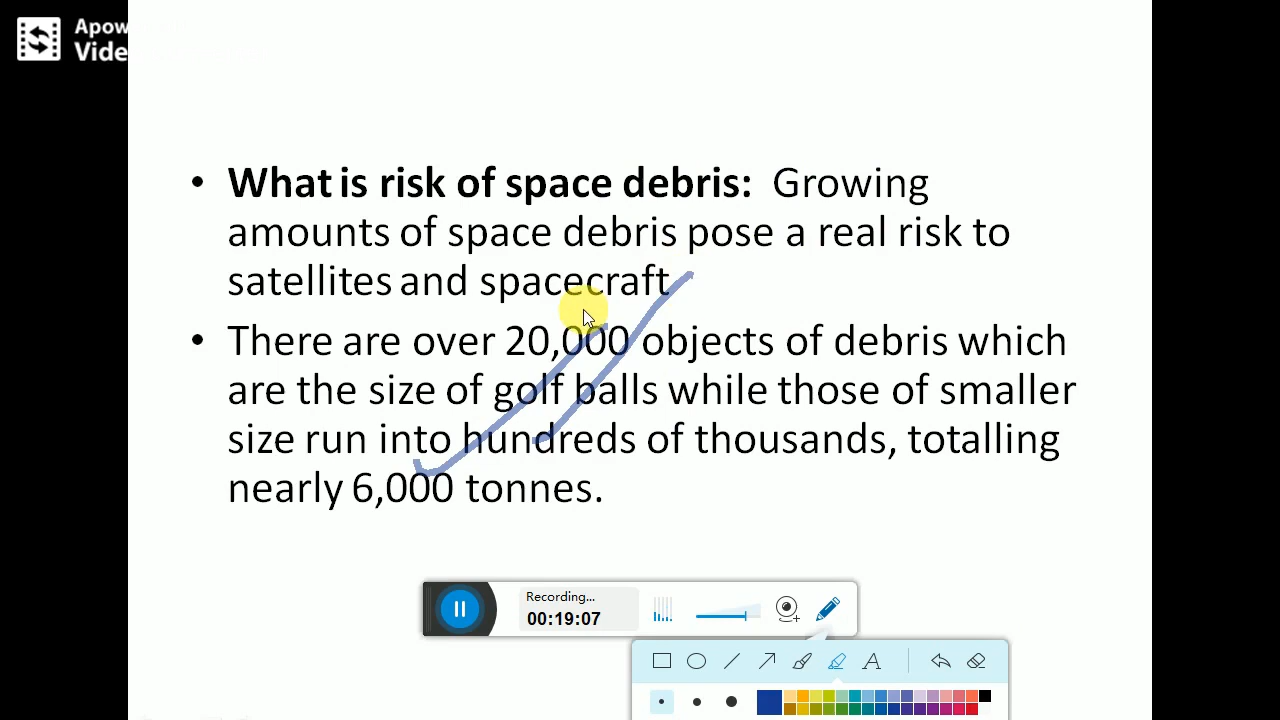 Apow
Vide
• What is risk of space debris: Growing
amounts of space debris pose a real risk to
satellites and spacecraft
• There are over 20,000 objects of debris which
are the size of golf balls while those of smaller
size run into hundreds of thousands, totalling
nearly 6,000 tonnes.
Recording...
00:19:07
A